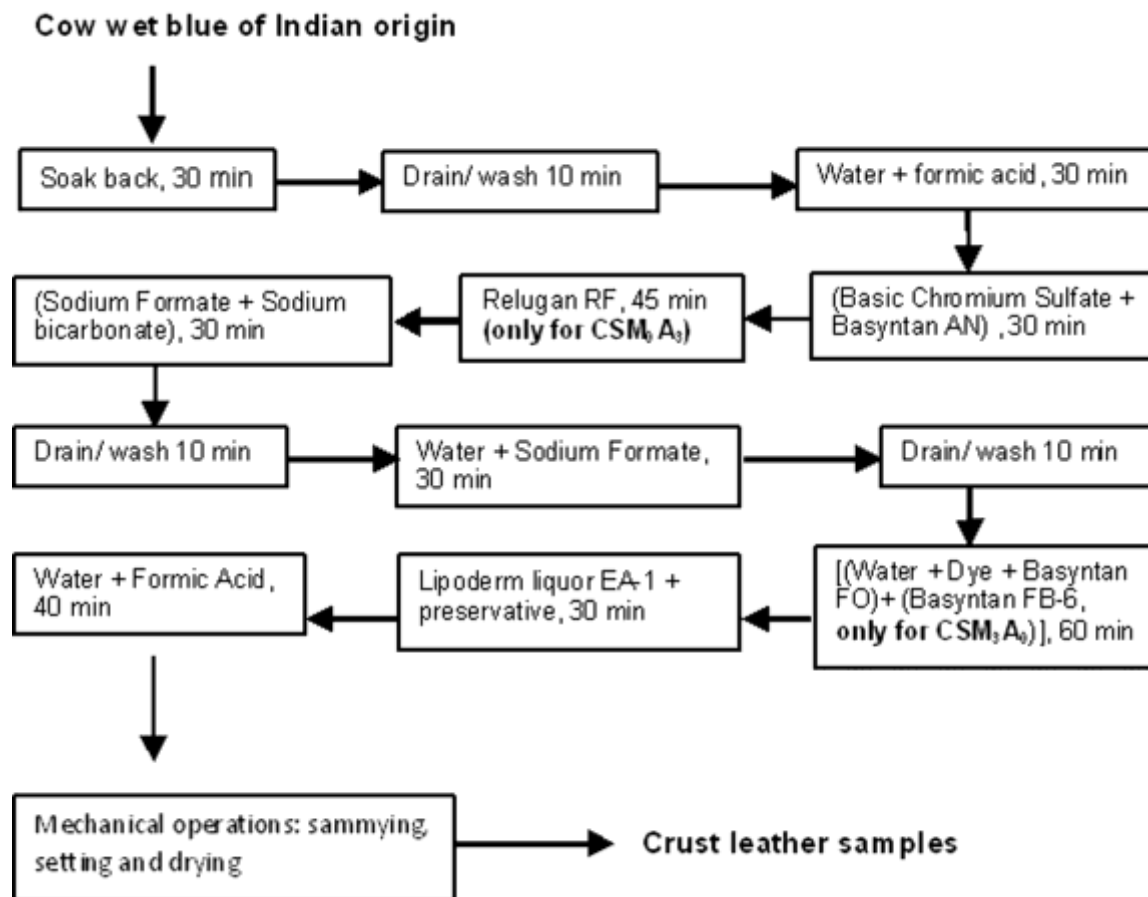 Cow wet blue of Indian origin
Soak back, 30 min
Drain/ wash 10 min
Water + formic acid, 30 min
(Basic Chromium Sulfate +
Basyntan AN) , 30 min
Relugan RF, 45 min
(only for CSM₀A₃)
(Sodium Formate + Sodium
bicarbonate), 30 min
Drain/ wash 10 min
Water + Sodium Formate,
30 min
Drain/ wash 10 min
[(Water + Dye + Basyntan
FO)+ (Basyntan FB-6,
only for CSM₃A₀)], 60 min
Lipoderm liquor EA-1 +
preservative, 30 min
Water + Formic Acid,
40 min
Mechanical operations: sammying,
setting and drying
Crust leather samples